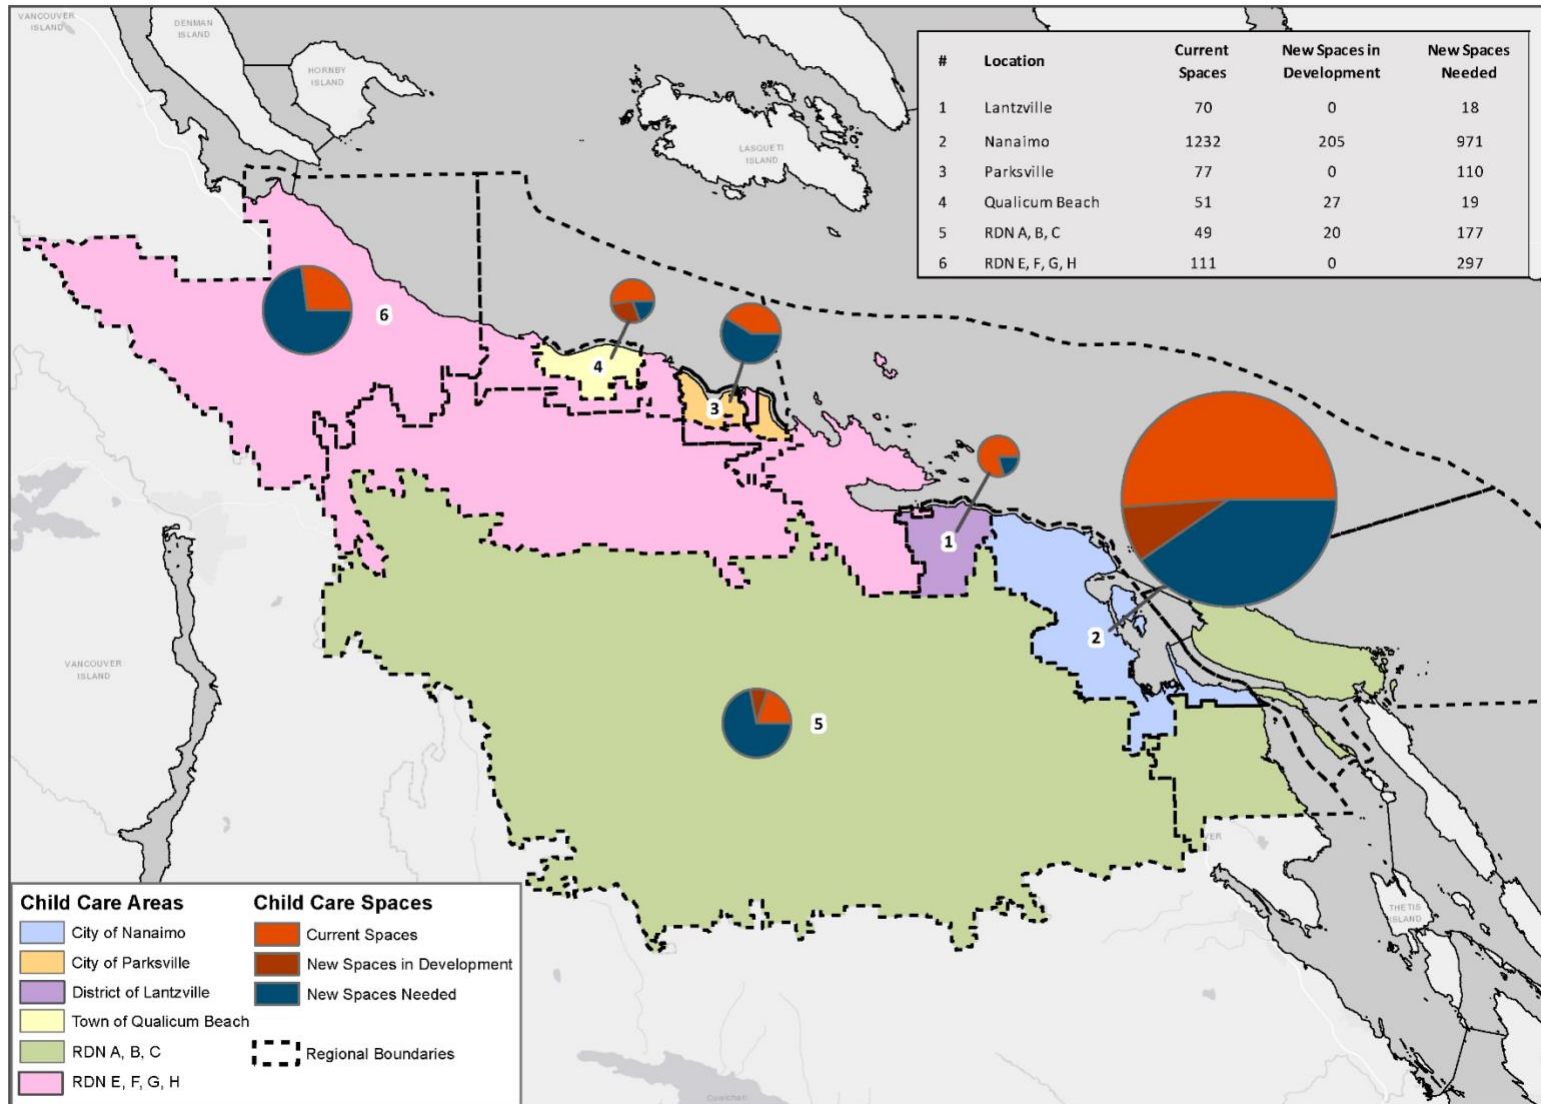 VANCOUVER
ISLAND
DENMAN
ISLAND
HORNBY
ISLAND
LASQUETI
ISLAND
# Location Current Spaces New Spaces in Development New Spaces Needed
1 Lantzville 70 0 18
2 Nanaimo 1232 205 971
3 Parksville 77 0 110
4 Qualicum Beach 51 27 19
5 RDN A, B, C 49 20 177
6 RDN E, F, G, H 111 0 297
6
4
3
1
2
5
VANCOUVER
ISLAND
THETIS
ISLAND
Child Care Areas
City of Nanaimo
City of Parksville
District of Lantzville
Town of Qualicum Beach
RDN A, B, C
RDN E, F, G, H
Child Care Spaces
Current Spaces
New Spaces in Development
New Spaces Needed
Regional Boundaries